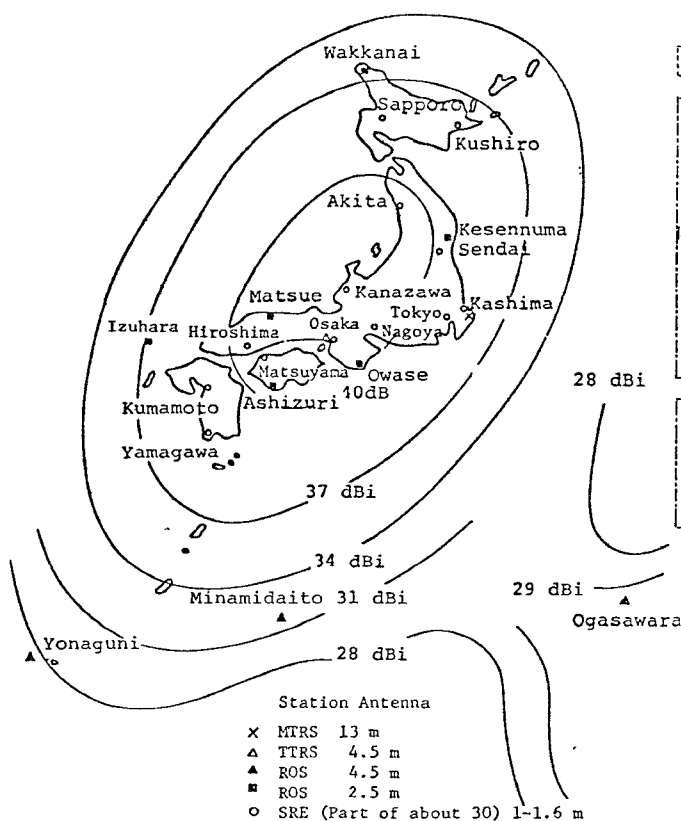 Wakkanai
Sapporo
Kushiro
Akita
Kesennuma
Sendai
Kanazawa
Matsue
Kashima
Tokyo
Izuhara
Hiroshima
Osaka
Nagoya
Matsuyama
Owase
28 dBi
40dB
Kumamoto
Ashizuri
Yamagawa
37 dBi
34 dBi
29 dBi
Minamidaito 31 dBi
Ogasawara
Yonaguni
28 dBi
Station Antenna
× MTRS 13 m
△ TTRS 4.5 m
▲ ROS 4.5 m
■ ROS 2.5 m
○ SRE (Part of about 30) 1-1.6 m